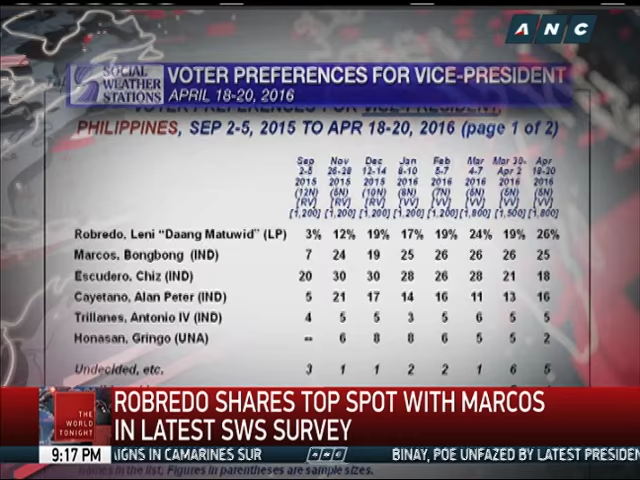 ANC
SOCIAL WEATHER STATIONS
VOTER PREFERENCES FOR VICE-PRESIDENT
APRIL 18-20, 2016
VOTER PREFERENCES FOR VICE-PRESIDENT,
PHILIPPINES, SEP 2-5, 2015 TO APR 18-20, 2016 (page 1 of 2)
Sep Nov Dec Jan Feb Mar Mar 30- Apr
2-5 26-28 12-14 8-10 5-7 4-7 Apr 2 18-20
2015 2015 2015 2016 2016 2016 2016 2016
[RV] [RV] [RV] [VV] [VV] [VV] [VV] [VV]
[1,200] [1,200] [1,200] [1,200] [1,200] [1,800] [1,500] [1,800]
Robredo, Leni "Daang Matuwid" (LP) 3% 12% 19% 17% 19% 24% 19% 26%
Marcos, Bongbong (IND) 7 24 19 25 26 26 26 25
Escudero, Chiz (IND) 20 30 30 28 26 28 21 18
Cayetano, Alan Peter (IND) 5 21 17 14 16 11 13 16
Trillanes, Antonio IV (IND) 4 5 5 3 5 6 5 5
Honasan, Gringo (UNA) -- 6 8 8 6 5 5 2
Undecided, etc. 3 1 1 2 2 1 6 5
THE WORLD TONIGHT
ROBREDO SHARES TOP SPOT WITH MARCOS
IN LATEST SWS SURVEY
9:17 PM IGNS IN CAMARINES SUR ANC BINAY, POE UNFAZED BY LATEST PRESIDEN
names in the list, Figures in parentheses are sample sizes.